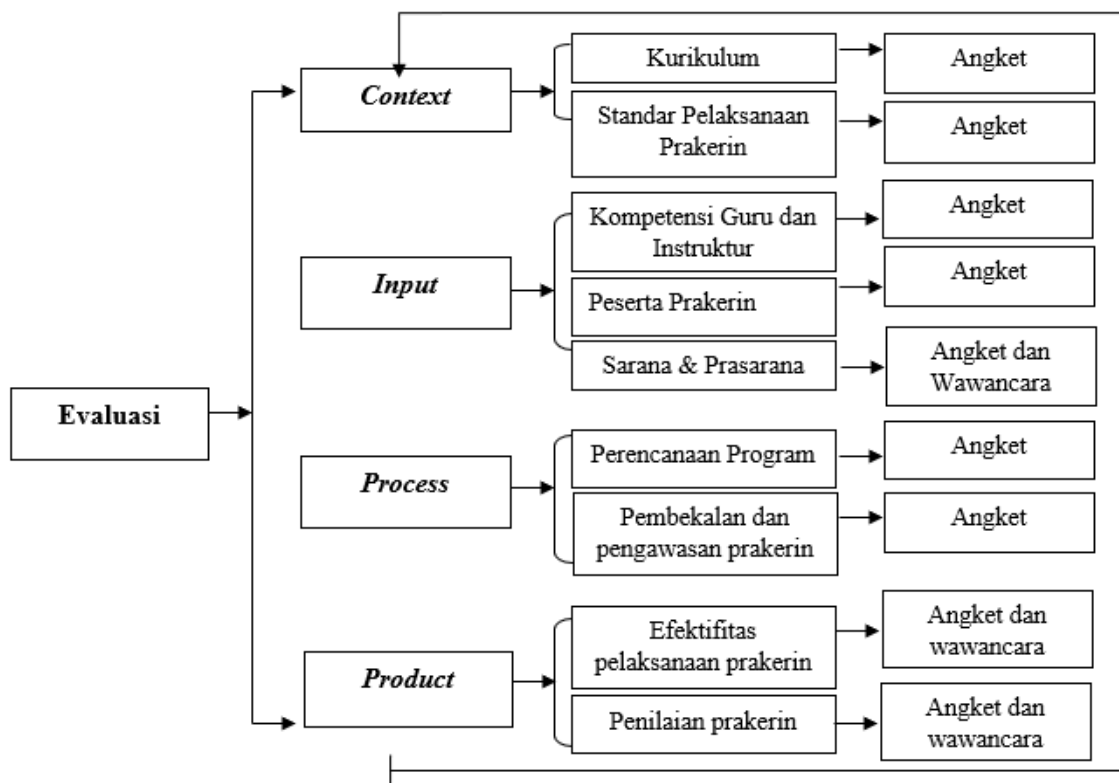 Context
Kurikulum
Angket
Standar Pelaksanaan
Prakerin
Angket
Input
Kompetensi Guru dan
Instruktur
Angket
Peserta Prakerin
Angket
Sarana & Prasarana
Angket dan
Wawancara
Evaluasi
Process
Perencanaan Program
Angket
Pembekalan dan
pengawasan prakerin
Angket
Product
Efektifitas
pelaksanaan prakerin
Angket dan
wawancara
Penilaian prakerin
Angket dan
wawancara